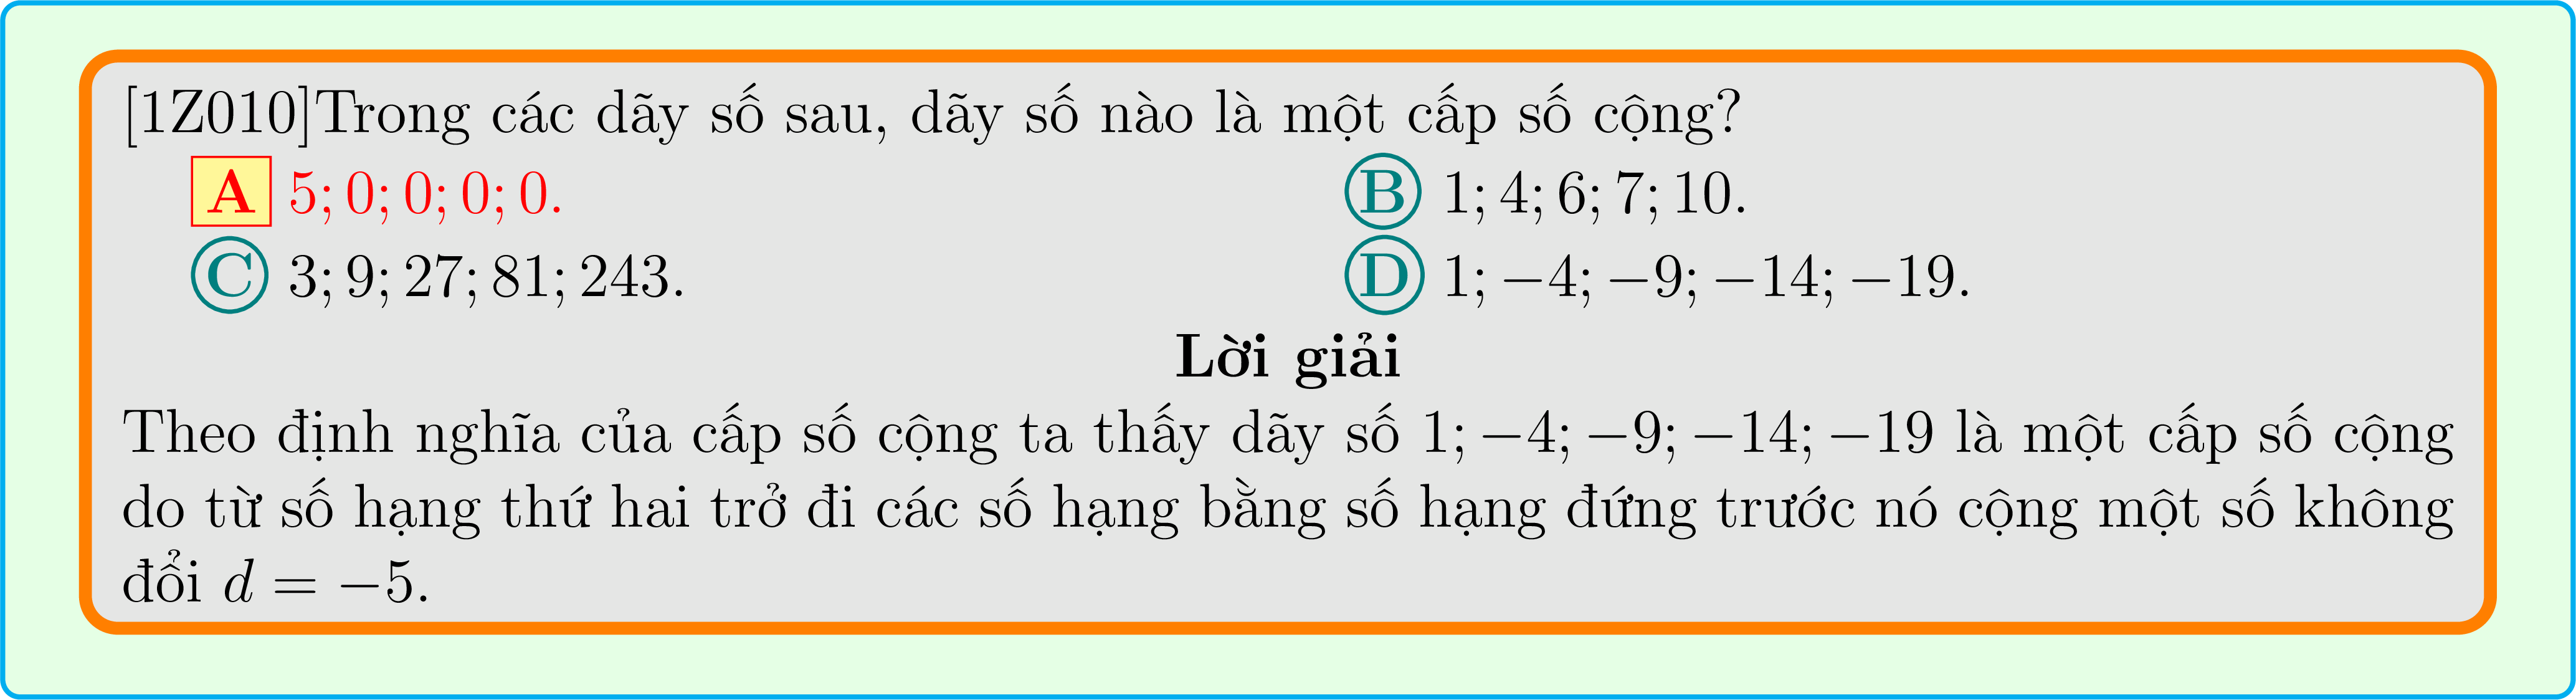 [1Z010]Trong các dãy số sau, dãy số nào là một cấp số cộng?
A 5; 0; 0; 0; 0. B 1; 4; 6; 7; 10.
C 3; 9; 27; 81; 243. D 1; −4; −9; −14; −19.
Lời giải
Theo định nghĩa của cấp số cộng ta thấy dãy số 1; −4; −9; −14; −19 là một cấp số cộng
do từ số hạng thứ hai trở đi các số hạng bằng số hạng đứng trước nó cộng một số không
đổi d = −5.